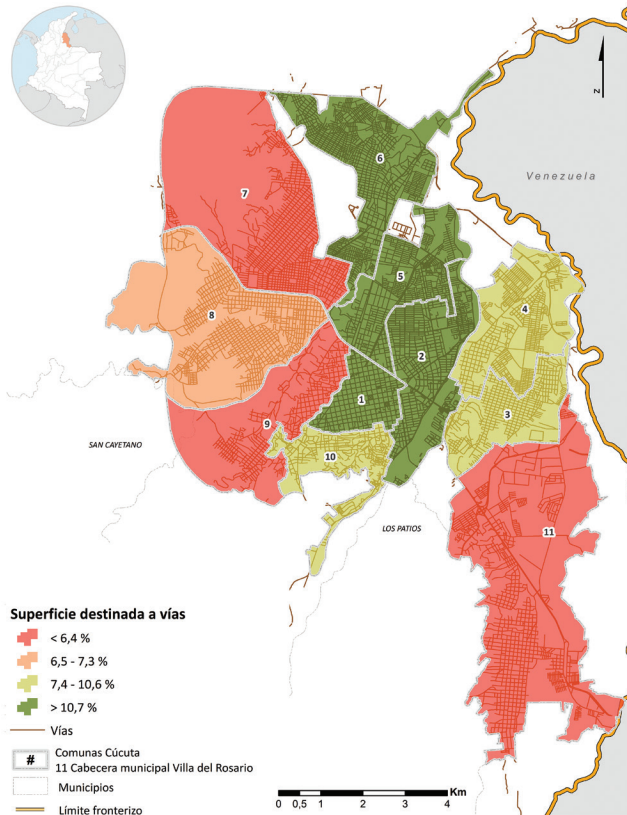 N
Venezuela
6
7
5
4
8
2
1
3
9
10
SAN CAYETANO
LOS PATIOS
11
Superficie destinada a vías
< 6,4 %
6,5 - 7,3 %
7,4 - 10,6 %
> 10,7 %
Vías
# Comunas Cúcuta
11 Cabecera municipal Villa del Rosario
Municipios
Límite fronterizo
Km
0 0,5 1 2 3 4